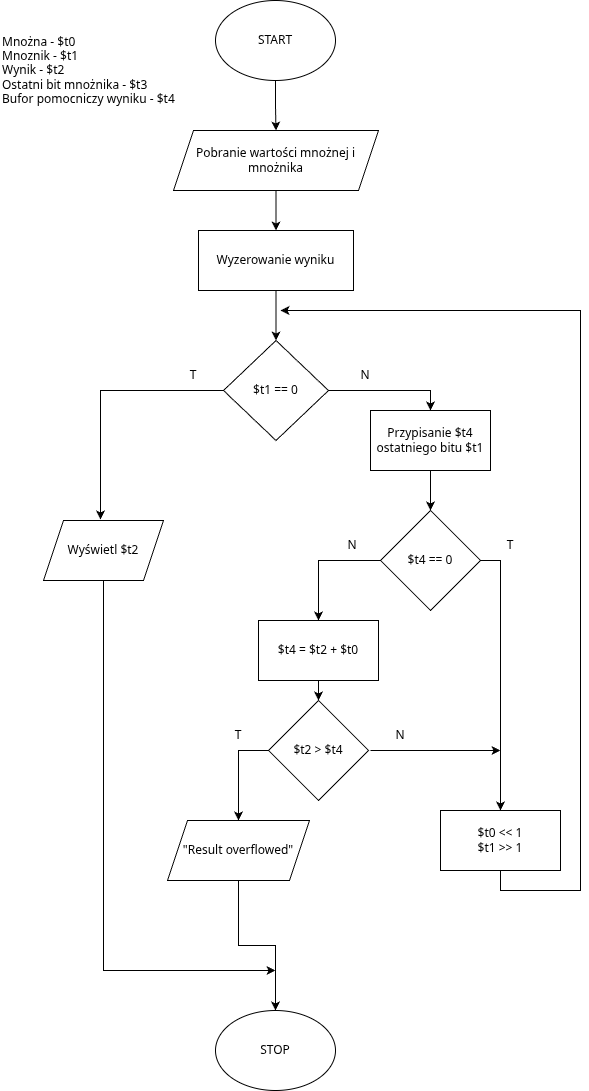 START
Mnożna - $t0
Mnoznik - $t1
Wynik - $t2
Ostatni bit mnożnika - $t3
Bufor pomocniczy wyniku - $t4
Pobranie wartości mnożnej i
mnożnika
Wyzerowanie wyniku
T
N
$t1 == 0
Przypisanie $t4
ostatniego bitu $t1
Wyświetl $t2
N
T
$t4 == 0
$t4 = $t2 + $t0
T
N
$t2 > $t4
"Result overflowed"
$t0 << 1
$t1 >> 1
STOP